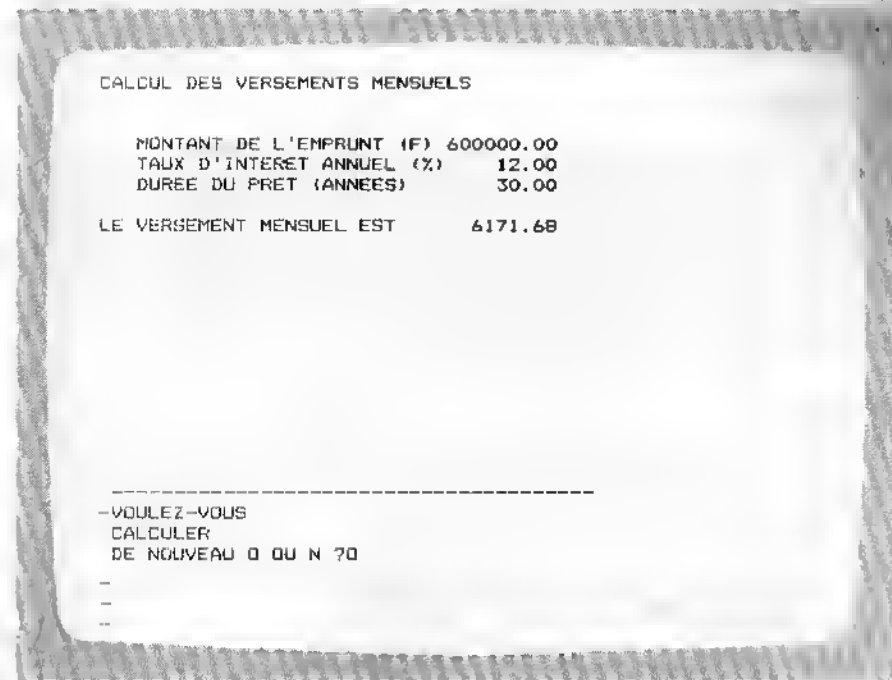 CALCUL DES VERSEMENTS MENSUELS
MONTANT DE L'EMPRUNT (F) 600000.00
TAUX D'INTERET ANNUEL (%) 12.00
DUREE DU PRET (ANNEES) 30.00
LE VERSEMENT MENSUEL EST 6171.68
-VOULEZ-VOUS
CALCULER
DE NOUVEAU O OU N ?O